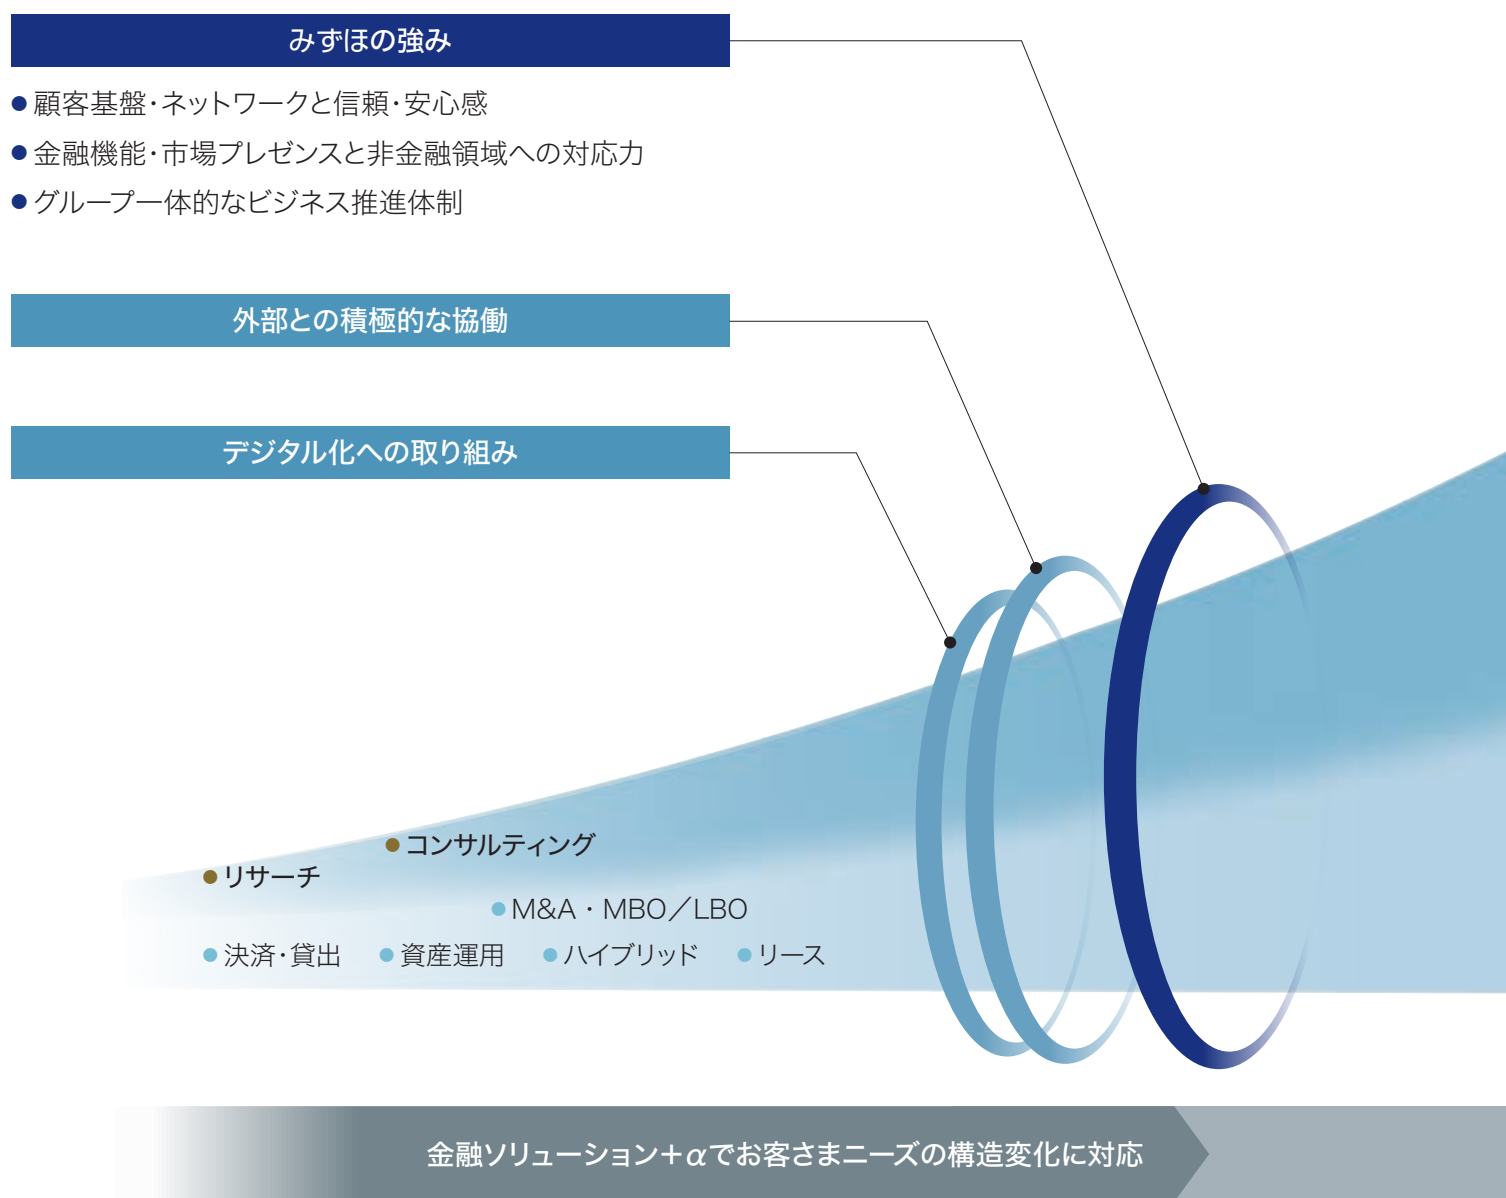 みずほの強み
●顧客基盤・ネットワークと信頼・安心感
●金融機能・市場プレゼンスと非金融領域への対応力
●グループ一体的なビジネス推進体制
外部との積極的な協働
デジタル化への取り組み
●コンサルティング
●リサーチ
●M&A・MBO／LBO
●決済・貸出 ●資産運用 ●ハイブリッド ●リース
金融ソリューション＋αでお客さまニーズの構造変化に対応